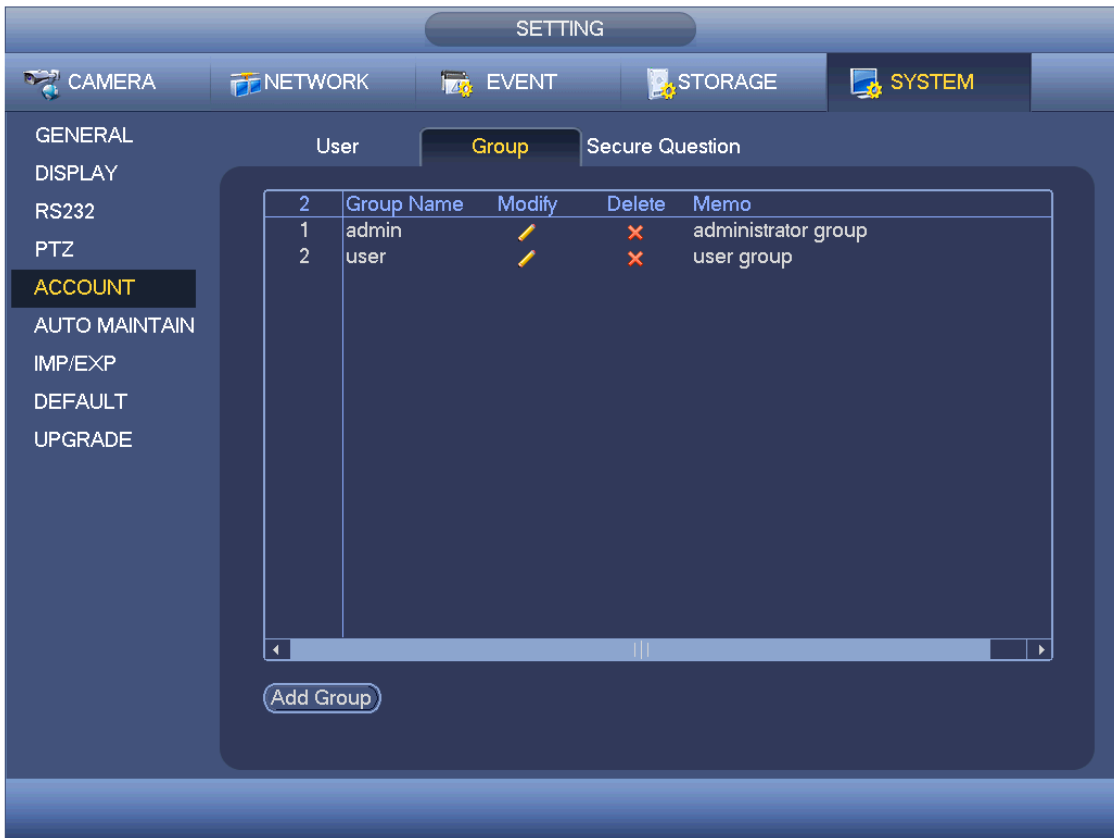 SETTING
CAMERA NETWORK EVENT STORAGE SYSTEM
GENERAL
DISPLAY
RS232
PTZ
ACCOUNT
AUTO MAINTAIN
IMP/EXP
DEFAULT
UPGRADE
User Group Secure Question
2 Group Name Modify Delete Memo
1 admin administrator group
2 user user group
Add Group